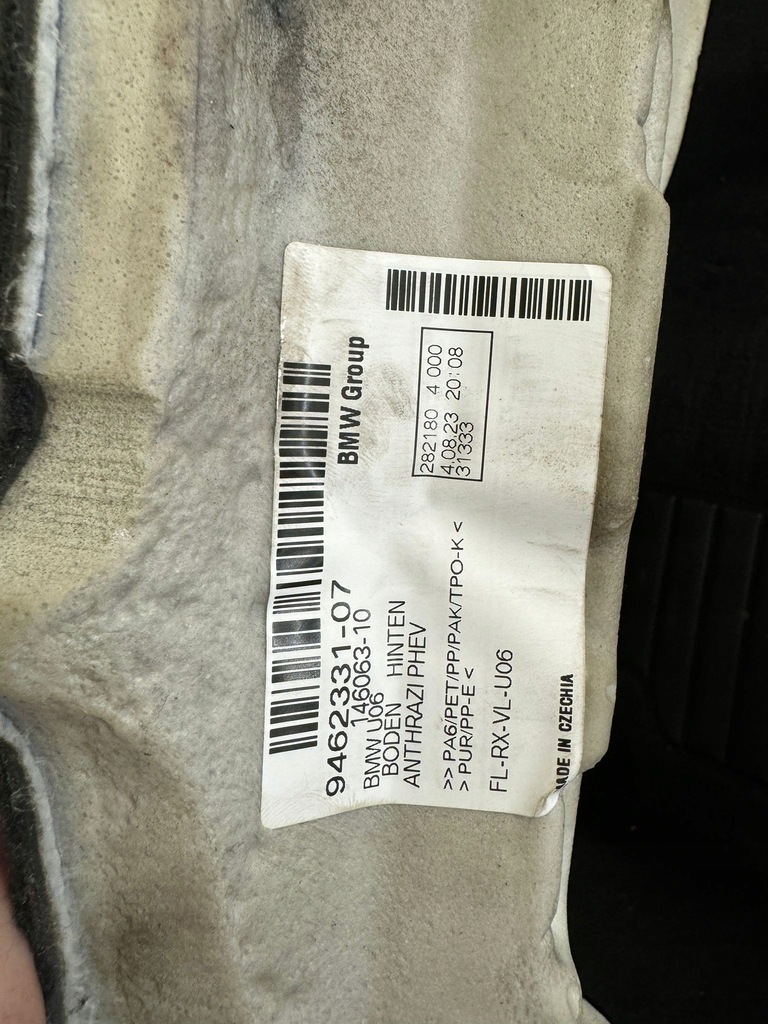 BMW Group
9462331-07
146063-10
BMW U06
BODEN HINTEN
ANTHRAZI PHEV
282180 4 000
4.08.23 20:08
31333
>> PA6/PET/PP/PAK/TPO-K <
> PUR/PP-E <
FL-RX-VL-U06
MADE IN CZECHIA